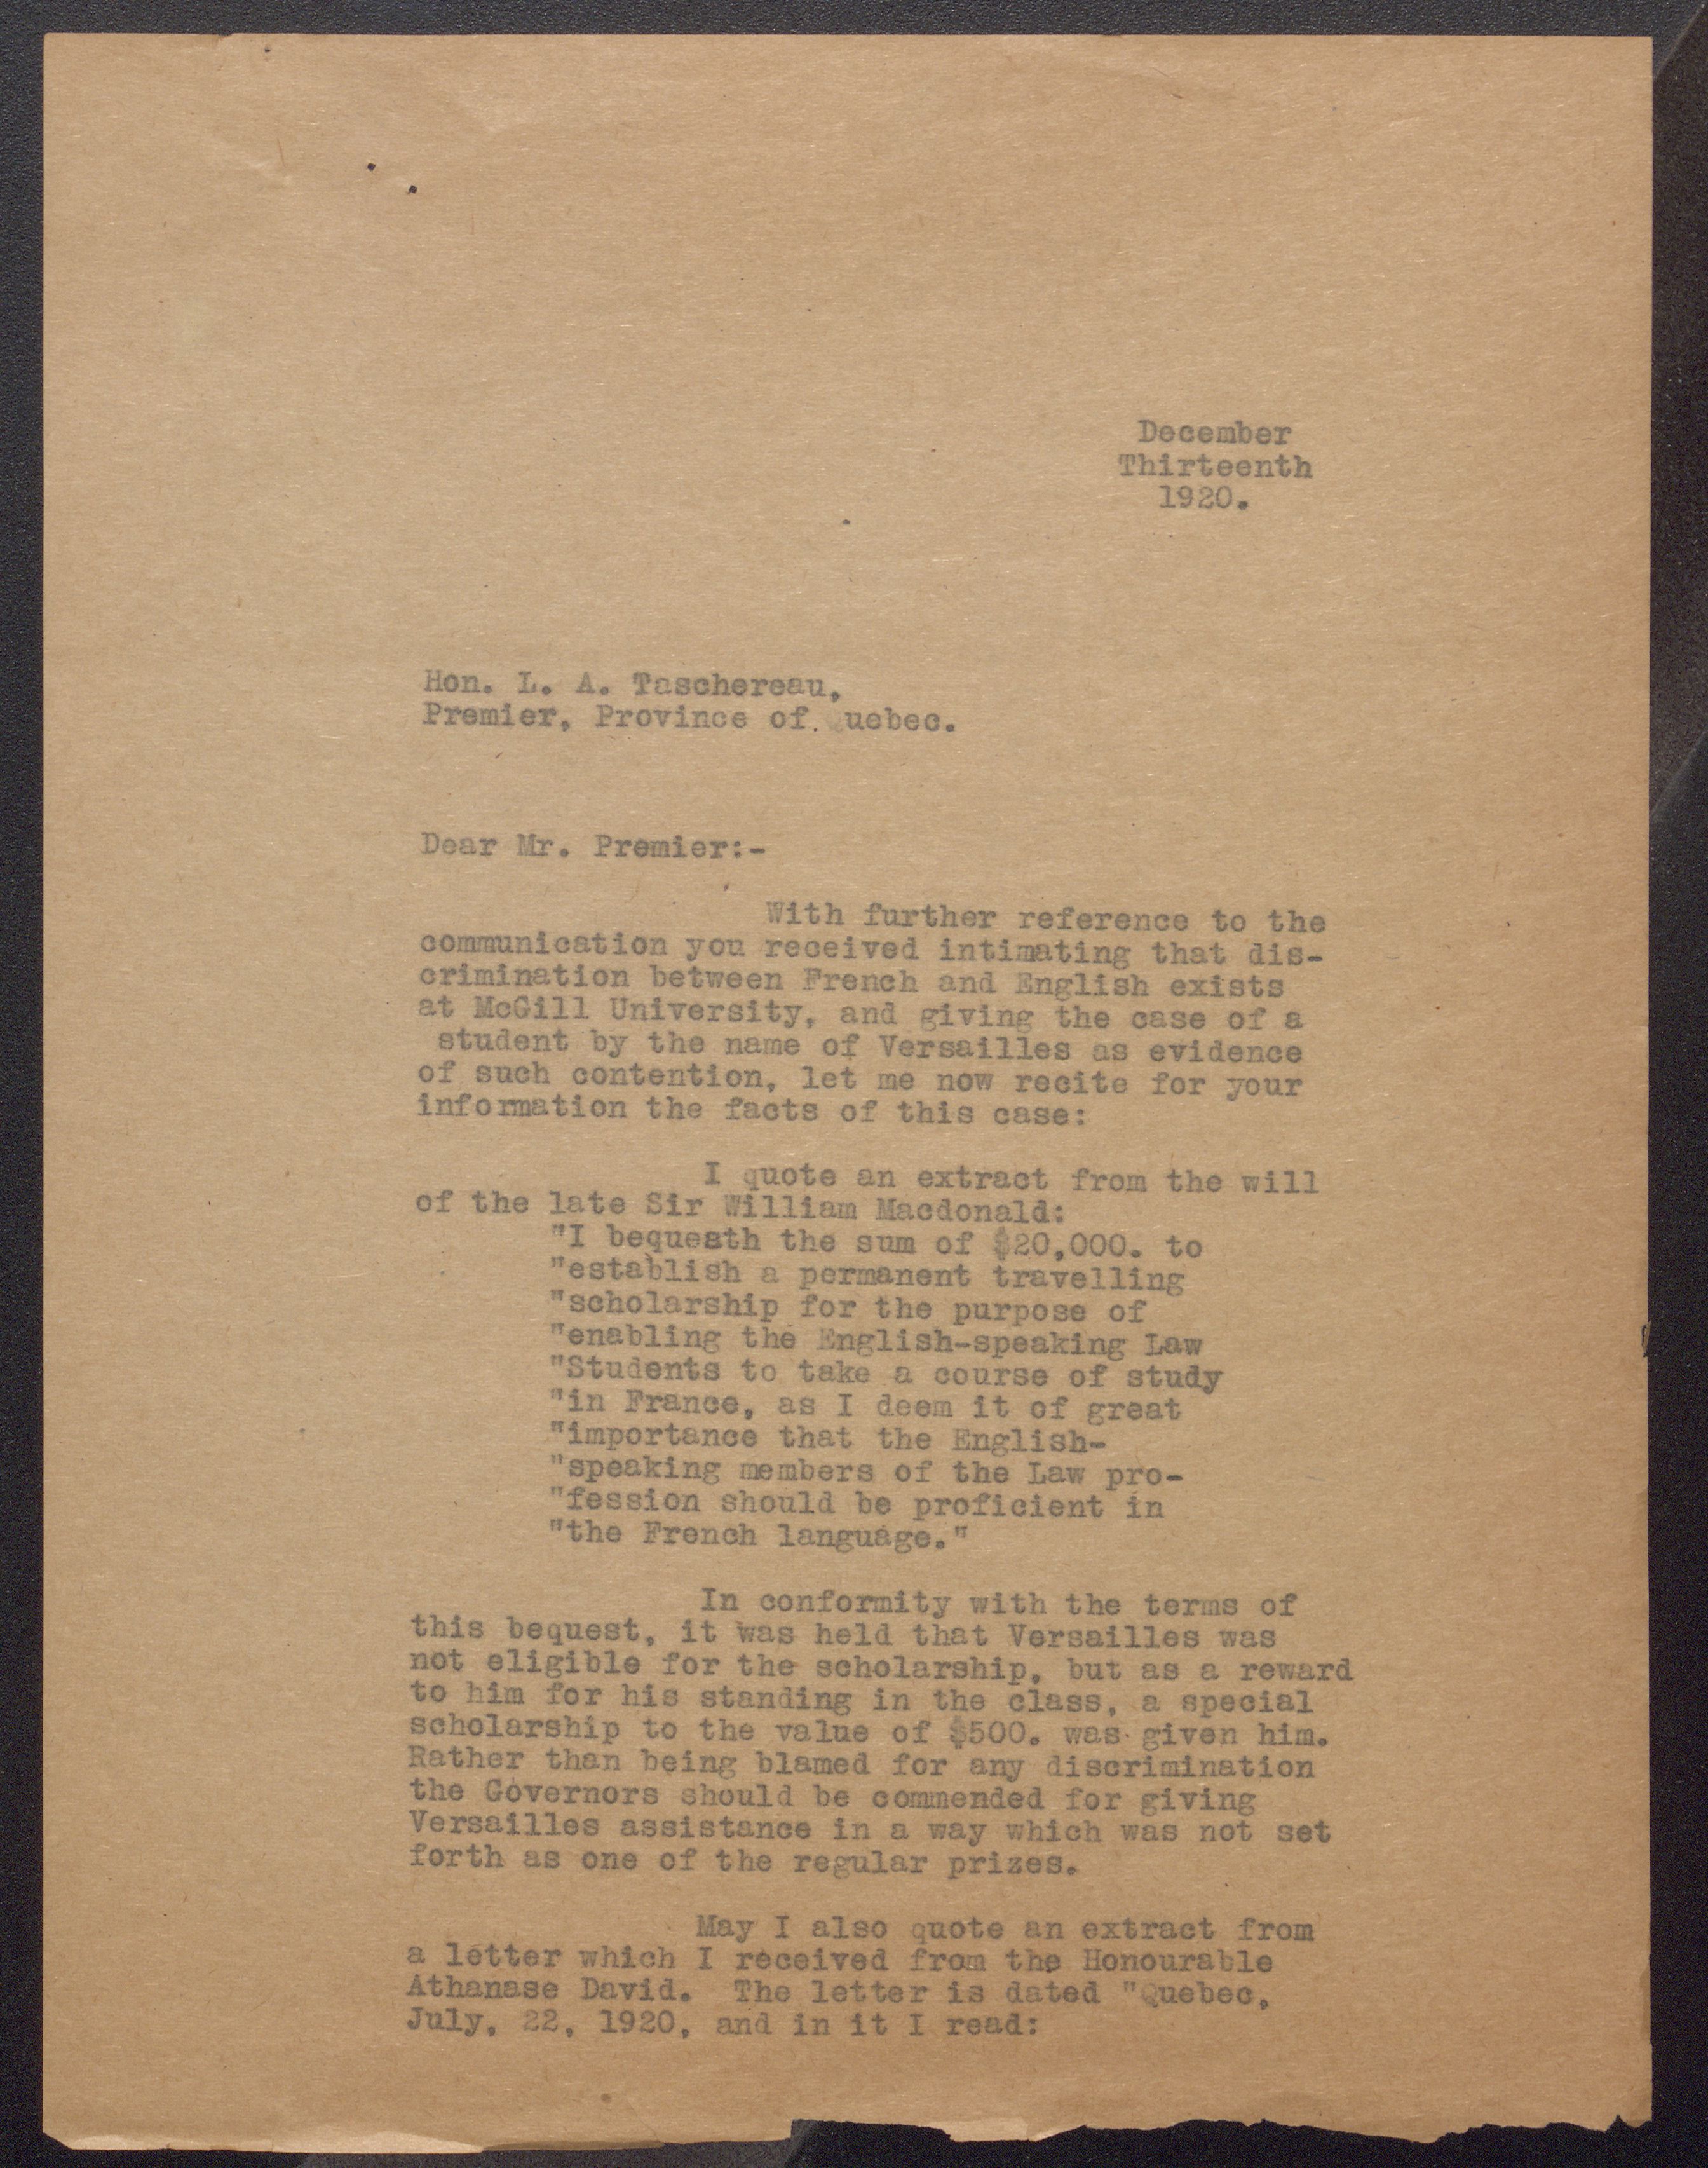 December
Thirteenth
1920.
Hon. L. A. Taschereau,
Premier, Province of. Quebec.
Dear Mr. Premier:-
With further reference to the
communication you received intimating that dis-
crimination between French and English exists
at McGill University, and giving the case of a
student by the name of Versailles as evidence
of such contention, let me now recite for your
information the facts of this case:
I quote an extract from the will
of the late Sir William Macdonald:
"I bequeath the sum of $20,000. to
"establish a permanent travelling
"scholarship for the purpose of
"enabling the English-speaking Law
"Students to take a course of study
"in France, as I deem it of great
"importance that the English-
"speaking members of the Law pro-
"fession should be proficient in
"the French language."
In conformity with the terms of
this bequest, it was held that Versailles was
not eligible for the scholarship, but as a reward
to him for his standing in the class, a special
scholarship to the value of $500. was given him.
Rather than being blamed for any discrimination
the Governors should be commended for giving
Versailles assistance in a way which was not set
forth as one of the regular prizes.
May I also quote an extract from
a letter which I received from the Honourable
Athanase David. The letter is dated "Quebec,
July, 22, 1920, and in it I read: